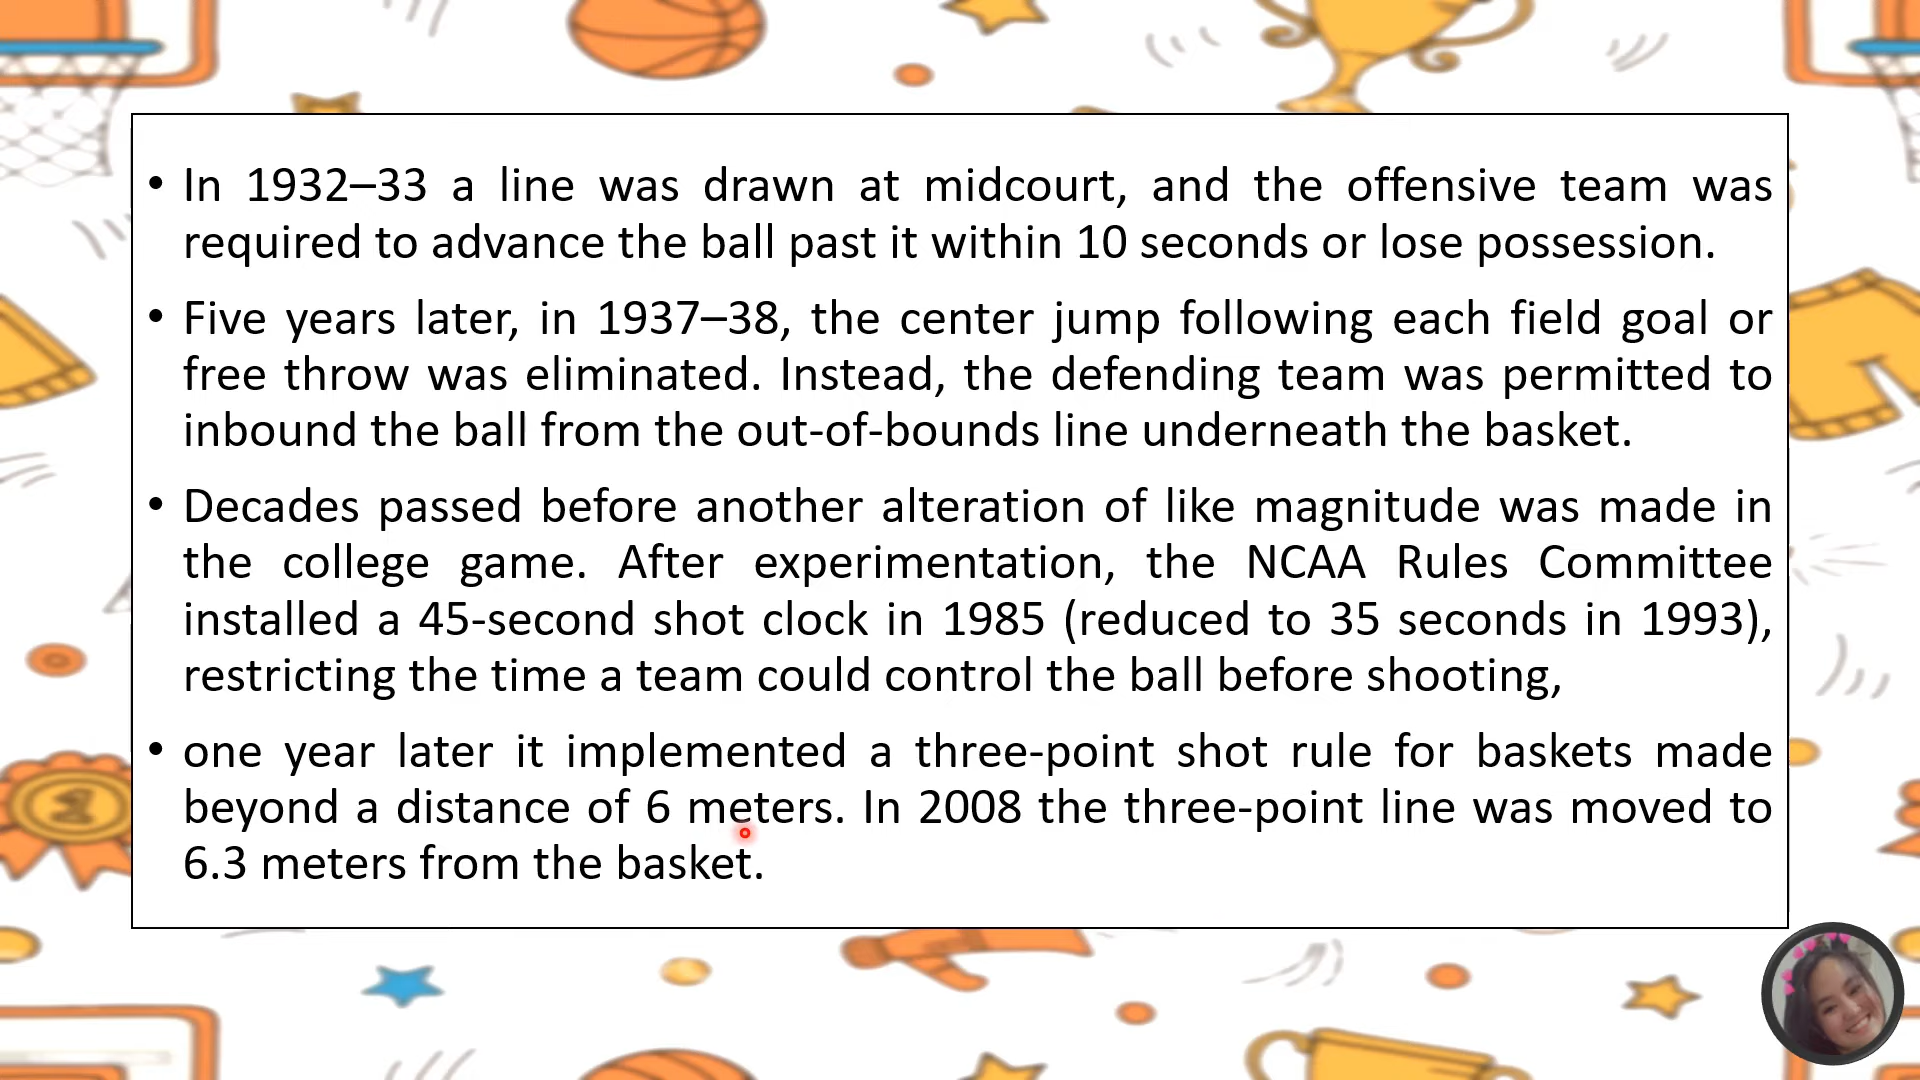 • In 1932–33 a line was drawn at midcourt, and the offensive team was
required to advance the ball past it within 10 seconds or lose possession.
• Five years later, in 1937–38, the center jump following each field goal or
free throw was eliminated. Instead, the defending team was permitted to
inbound the ball from the out-of-bounds line underneath the basket.
• Decades passed before another alteration of like magnitude was made in
the college game. After experimentation, the NCAA Rules Committee
installed a 45-second shot clock in 1985 (reduced to 35 seconds in 1993),
restricting the time a team could control the ball before shooting,
• one year later it implemented a three-point shot rule for baskets made
beyond a distance of 6 meters. In 2008 the three-point line was moved to
6.3 meters from the basket.